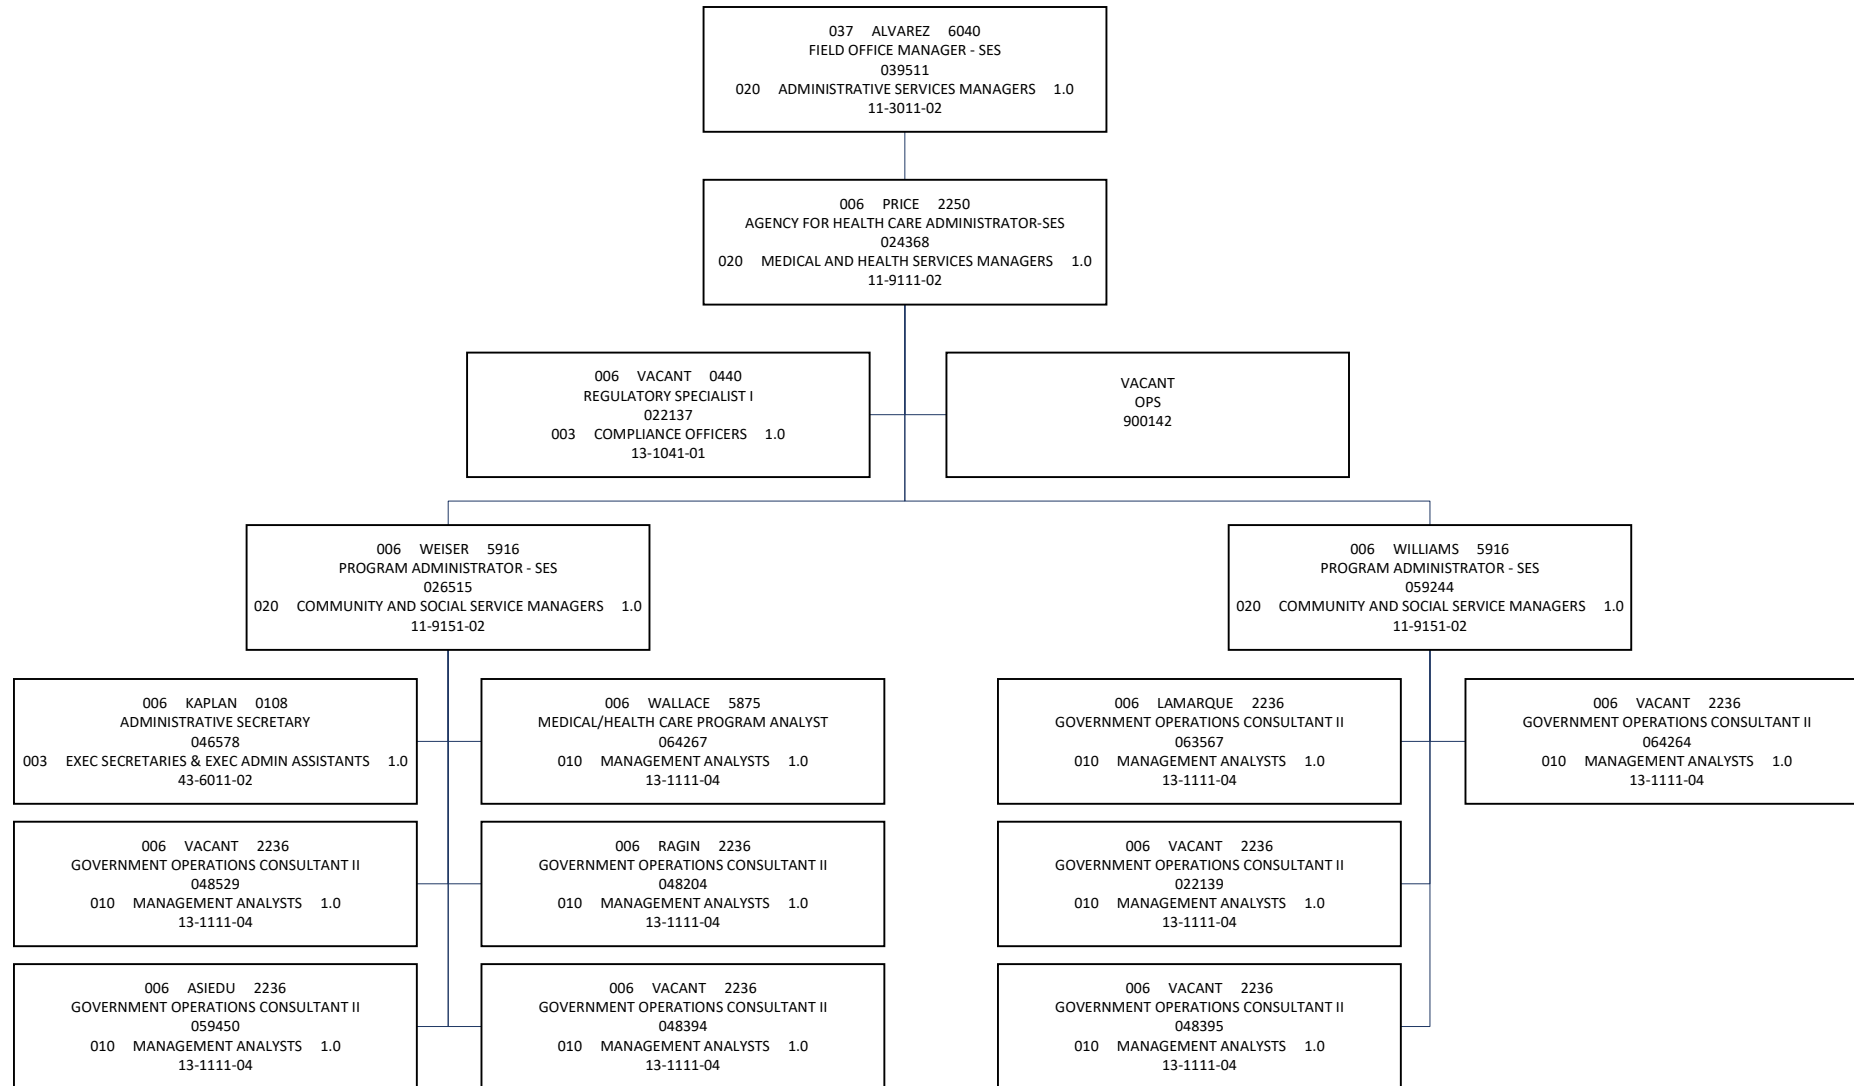 037 ALVAREZ 6040
FIELD OFFICE MANAGER - SES
039511
020 ADMINISTRATIVE SERVICES MANAGERS 1.0
11-3011-02
006 PRICE 2250
AGENCY FOR HEALTH CARE ADMINISTRATOR-SES
024368
020 MEDICAL AND HEALTH SERVICES MANAGERS 1.0
11-9111-02
006 VACANT 0440
REGULATORY SPECIALIST I
022137
003 COMPLIANCE OFFICERS 1.0
13-1041-01
VACANT
OPS
900142
006 WEISER 5916
PROGRAM ADMINISTRATOR - SES
026515
020 COMMUNITY AND SOCIAL SERVICE MANAGERS 1.0
11-9151-02
006 WILLIAMS 5916
PROGRAM ADMINISTRATOR - SES
059244
020 COMMUNITY AND SOCIAL SERVICE MANAGERS 1.0
11-9151-02
006 KAPLAN 0108
ADMINISTRATIVE SECRETARY
046578
003 EXEC SECRETARIES & EXEC ADMIN ASSISTANTS 1.0
43-6011-02
006 WALLACE 5875
MEDICAL/HEALTH CARE PROGRAM ANALYST
064267
010 MANAGEMENT ANALYSTS 1.0
13-1111-04
006 LAMARQUE 2236
GOVERNMENT OPERATIONS CONSULTANT II
063567
010 MANAGEMENT ANALYSTS 1.0
13-1111-04
006 VACANT 2236
GOVERNMENT OPERATIONS CONSULTANT II
064264
010 MANAGEMENT ANALYSTS 1.0
13-1111-04
006 VACANT 2236
GOVERNMENT OPERATIONS CONSULTANT II
048529
010 MANAGEMENT ANALYSTS 1.0
13-1111-04
006 RAGIN 2236
GOVERNMENT OPERATIONS CONSULTANT II
048204
010 MANAGEMENT ANALYSTS 1.0
13-1111-04
006 VACANT 2236
GOVERNMENT OPERATIONS CONSULTANT II
022139
010 MANAGEMENT ANALYSTS 1.0
13-1111-04
006 ASIEDU 2236
GOVERNMENT OPERATIONS CONSULTANT II
059450
010 MANAGEMENT ANALYSTS 1.0
13-1111-04
006 VACANT 2236
GOVERNMENT OPERATIONS CONSULTANT II
048394
010 MANAGEMENT ANALYSTS 1.0
13-1111-04
006 VACANT 2236
GOVERNMENT OPERATIONS CONSULTANT II
048395
010 MANAGEMENT ANALYSTS 1.0
13-1111-04